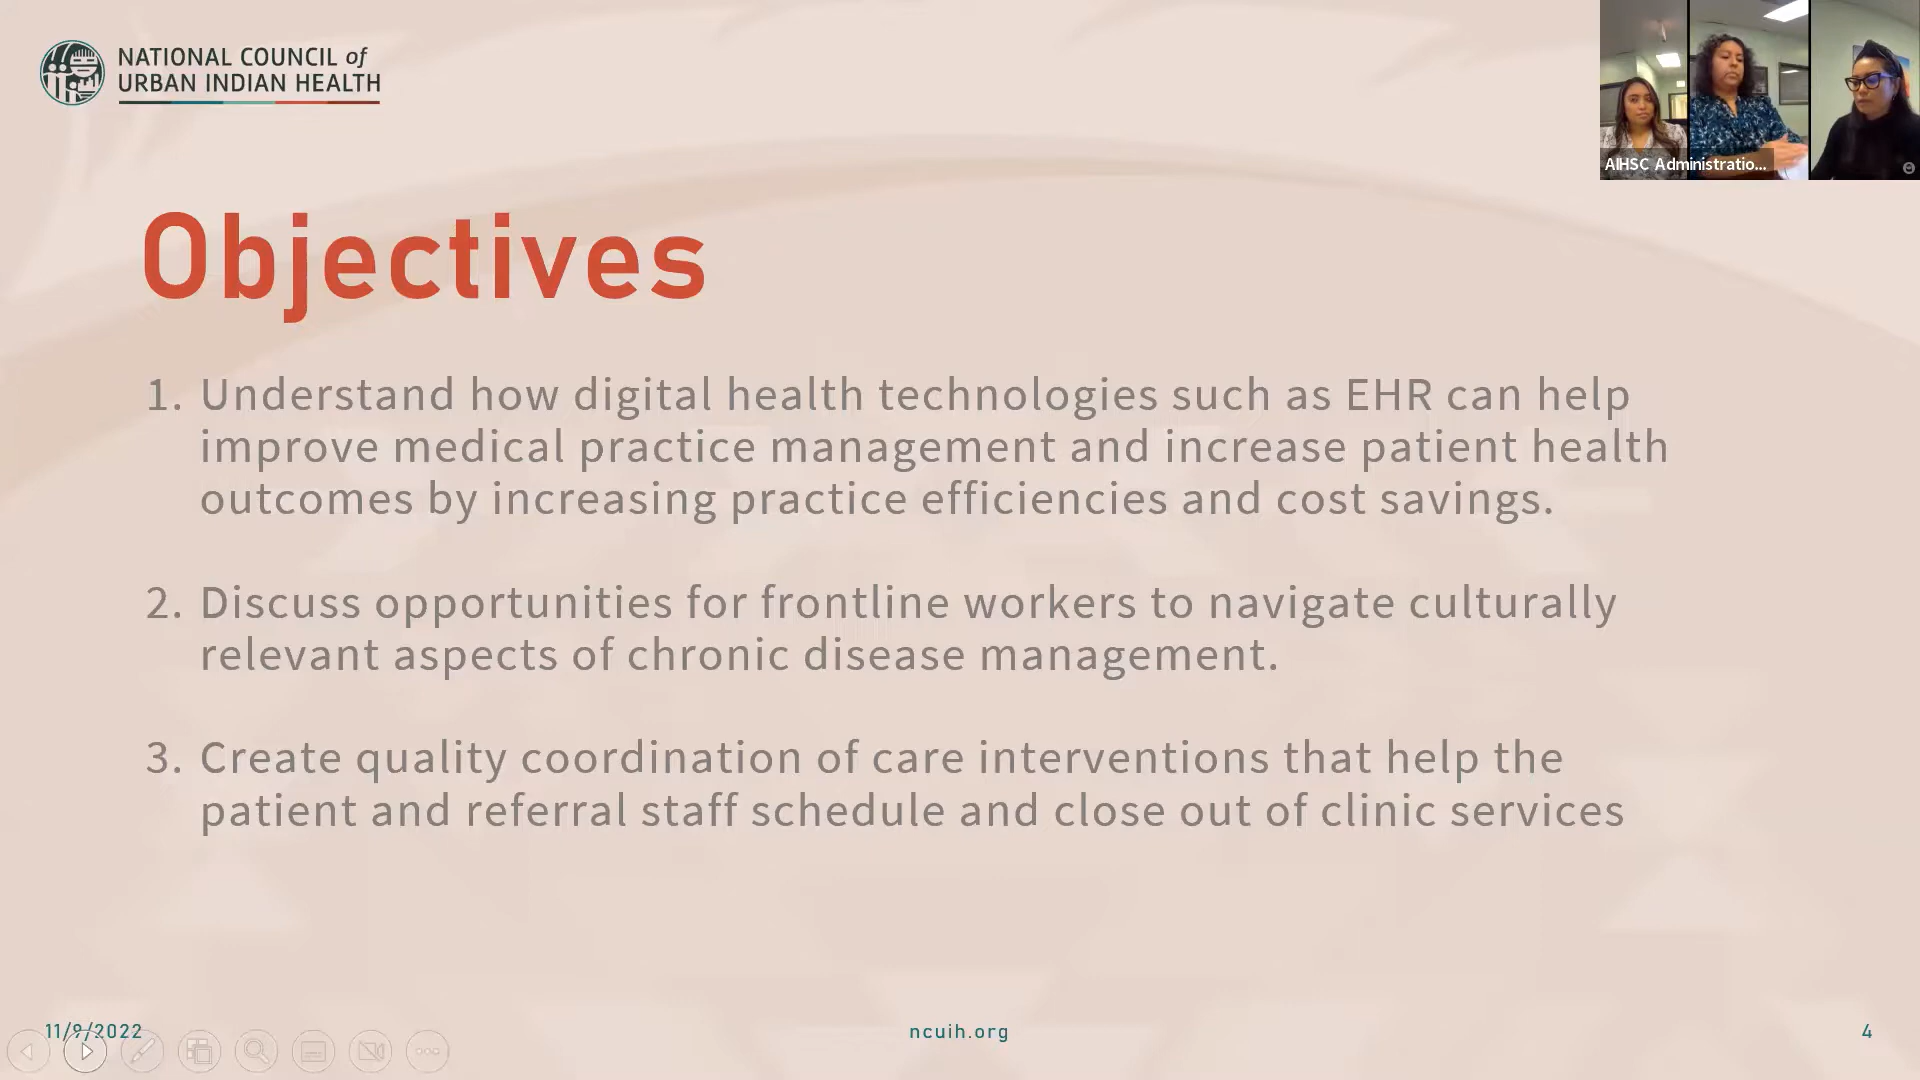 NATIONAL COUNCIL of
URBAN INDIAN HEALTH
AIHSC Administratio...
Objectives
1. Understand how digital health technologies such as EHR can help
improve medical practice management and increase patient health
outcomes by increasing practice efficiencies and cost savings.
2. Discuss opportunities for frontline workers to navigate culturally
relevant aspects of chronic disease management.
3. Create quality coordination of care interventions that help the
patient and referral staff schedule and close out of clinic services
11/9/2022
ncuih.org
4